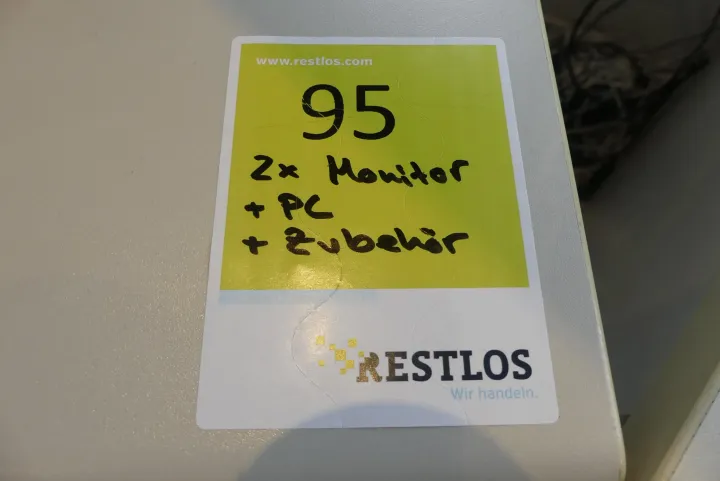 www.restlos.com
95
2x Monitor
+ PC
+ Zubehör
RESTLOS
Wir handeln.